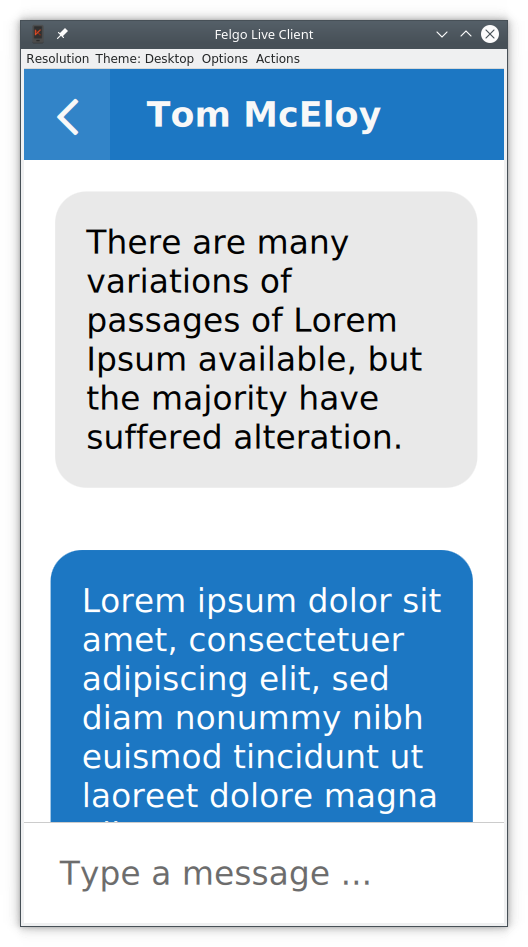 Felgo Live Client
Resolution Theme: Desktop Options Actions
Tom McEloy
There are many
variations of
passages of Lorem
Ipsum available, but
the majority have
suffered alteration.
Lorem ipsum dolor sit
amet, consectetuer
adipiscing elit, sed
diam nonummy nibh
euismod tincidunt ut
laoreet dolore magna
Type a message ...